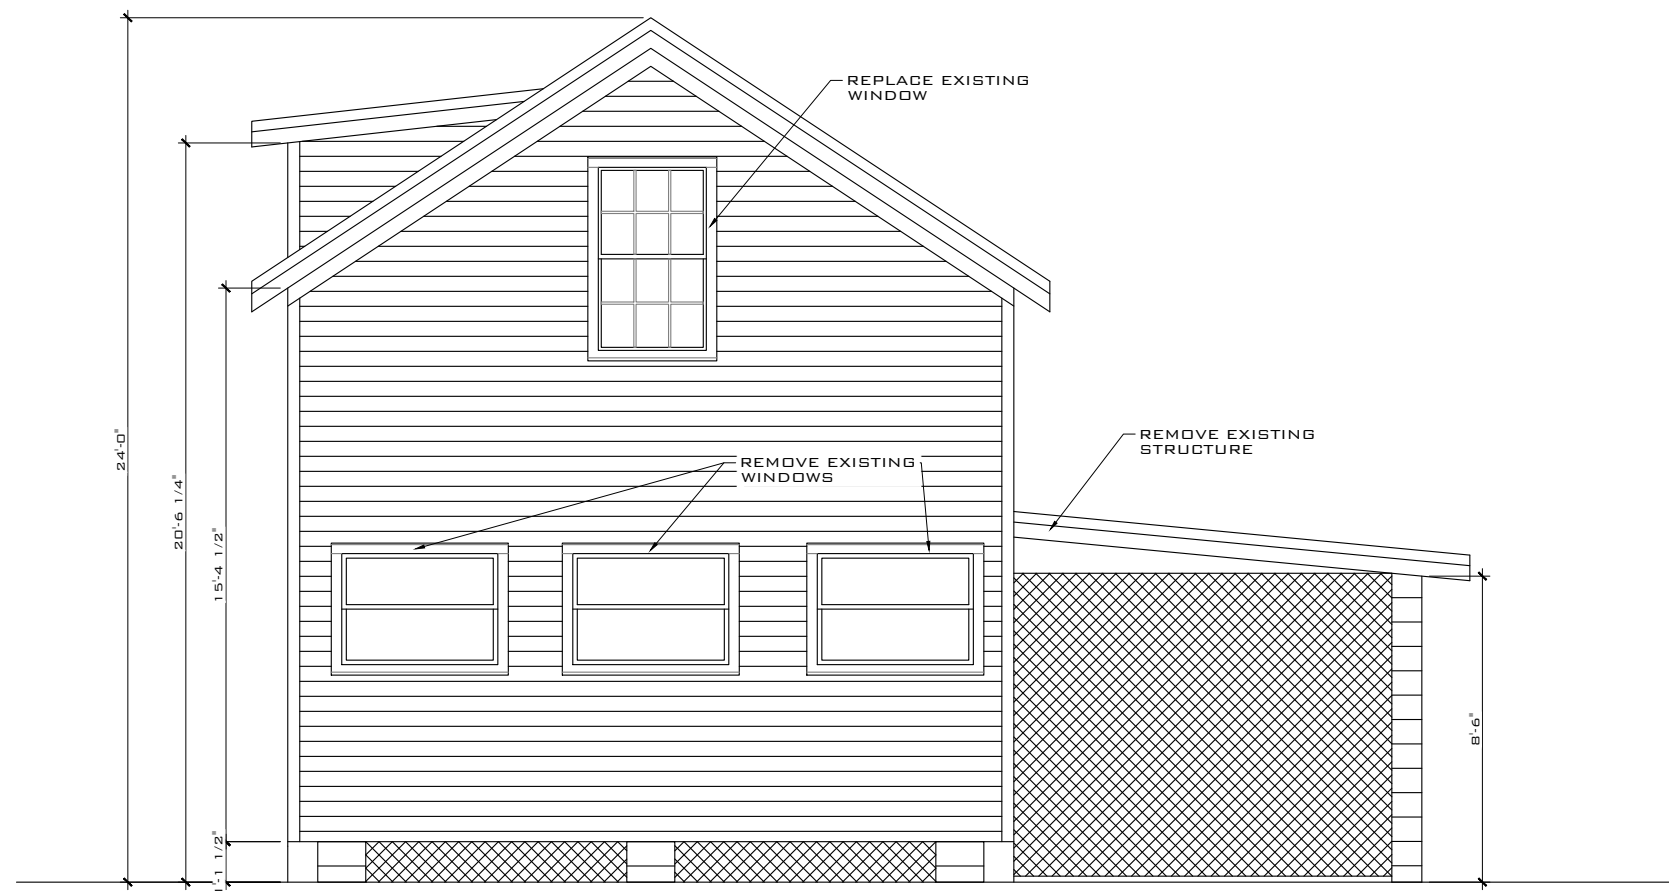 REPLACE EXISTING
WINDOW
REMOVE EXISTING
STRUCTURE
REMOVE EXISTING
WINDOWS
24'-0"
20'-6 1/4"
15'-4 1/2"
1'-1 1/2"
8'-6"